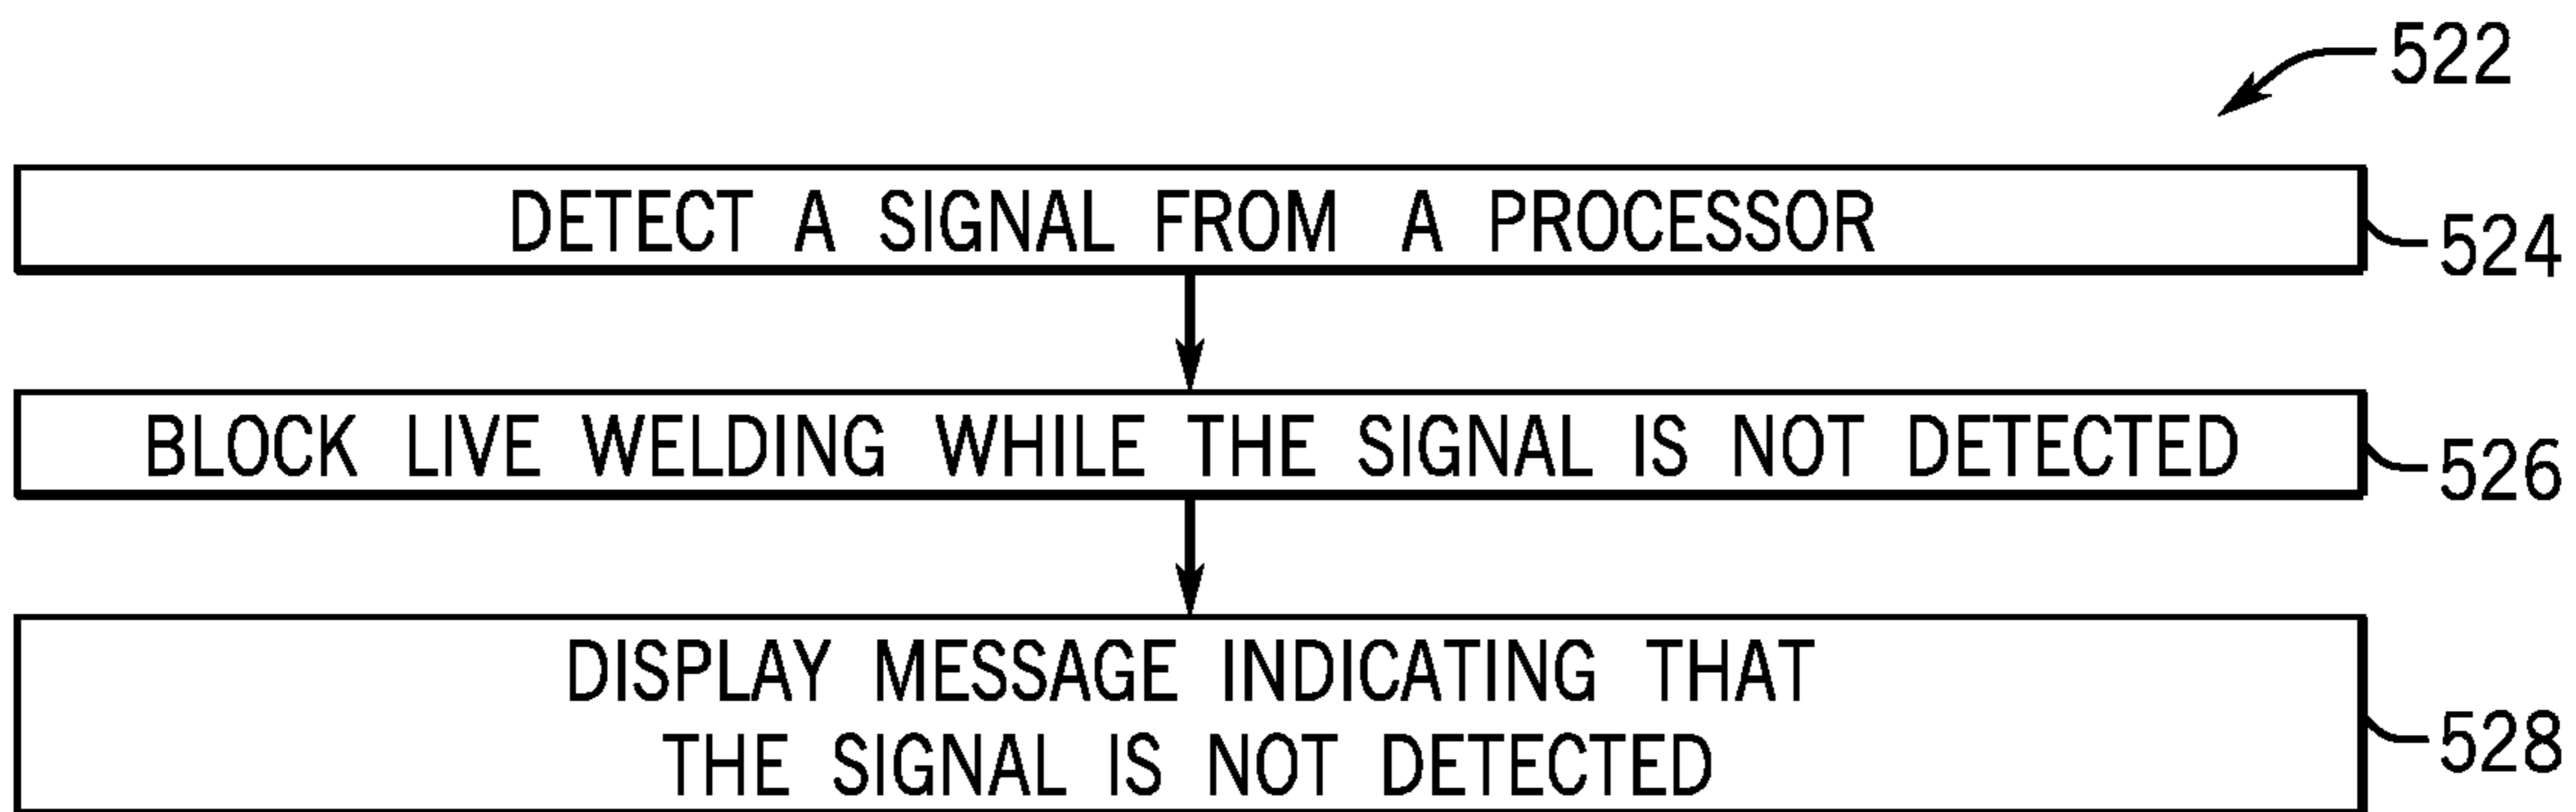 522
DETECT A SIGNAL FROM A PROCESSOR
524
BLOCK LIVE WELDING WHILE THE SIGNAL IS NOT DETECTED
526
DISPLAY MESSAGE INDICATING THAT
THE SIGNAL IS NOT DETECTED
528